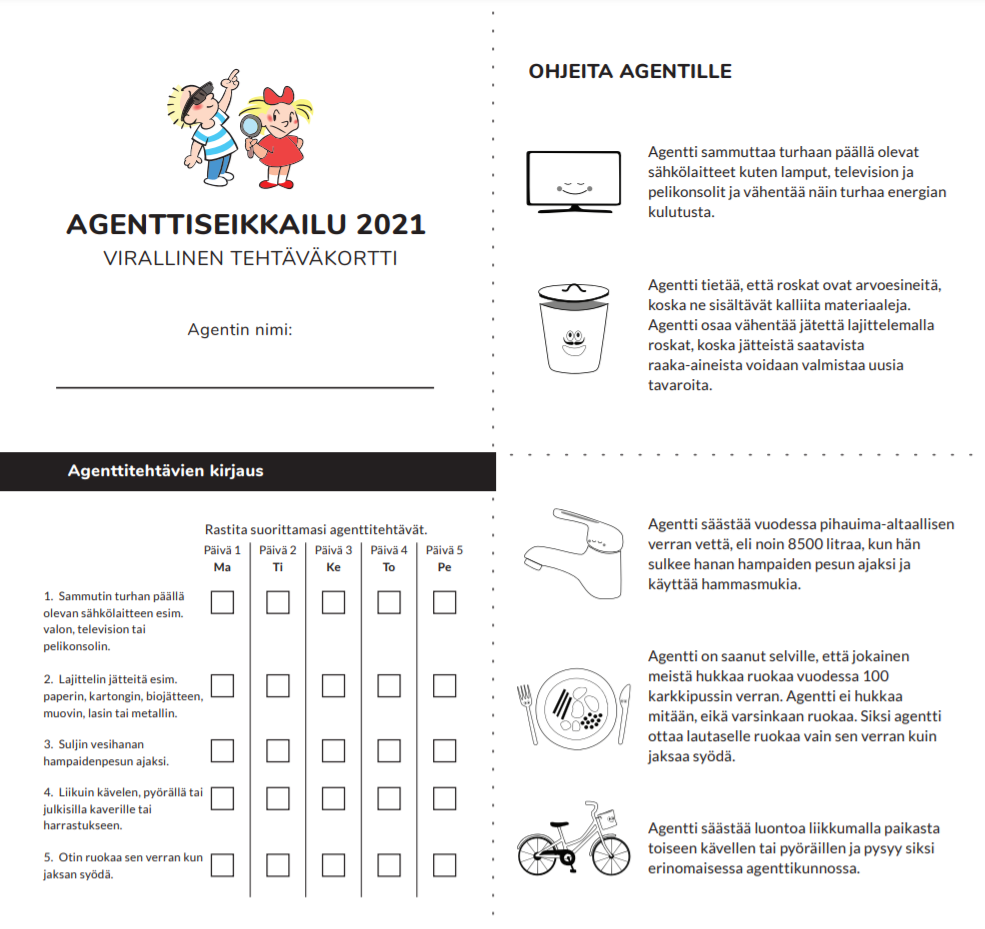 AGENTTISEIKKAILU 2021
VIRALLINEN TEHTÄVÄKORTTI
Agentin nimi:
OHJEITA AGENTILLE
Agentti sammuttaa turhaan päällä olevat
sähkölaitteet kuten lamput, television ja
pelikonsolit ja vähentää näin turhaa energian
kulutusta.
Agentti tietää, että roskat ovat arvoesineitä,
koska ne sisältävät kalliita materiaaleja.
Agentti osaa vähentää jätettä lajittelemalla
roskat, koska jätteistä saatavista
raaka-aineista voidaan valmistaa uusia
tavaroita.
Agenttitehtävien kirjaus
Rastita suorittamasi agenttitehtävät.
Päivä 1 Päivä 2 Päivä 3 Päivä 4 Päivä 5
Ma Ti Ke To Pe
1. Sammutin turhan päällä
olevan sähkölaitteen esim.
valon, television tai
pelikonsolin.
2. Lajittelin jätteitä esim.
paperin, kartongin, biojätteen,
muovin, lasin tai metallin.
3. Suljin vesihanan
hampaidenpesun ajaksi.
4. Liikuin kävelen, pyörällä tai
julkisilla kaverille tai
harrastukseen.
5. Otin ruokaa sen verran kun
jaksan syödä.
Agentti säästää vuodessa pihauima-altaallisen
verran vettä, eli noin 8500 litraa, kun hän
sulkee hanan hampaiden pesun ajaksi ja
käyttää hammasmukia.
Agentti on saanut selville, että jokainen
meistä hukkaa ruokaa vuodessa 100
karkkipussin verran. Agentti ei hukkaa
mitään, eikä varsinkaan ruokaa. Siksi agentti
ottaa lautaselle ruokaa vain sen verran kuin
jaksaa syödä.
Agentti säästää luontoa liikkumalla paikasta
toiseen kävellen tai pyöräillen ja pysyy siksi
erinomaisessa agenttikunnossa.